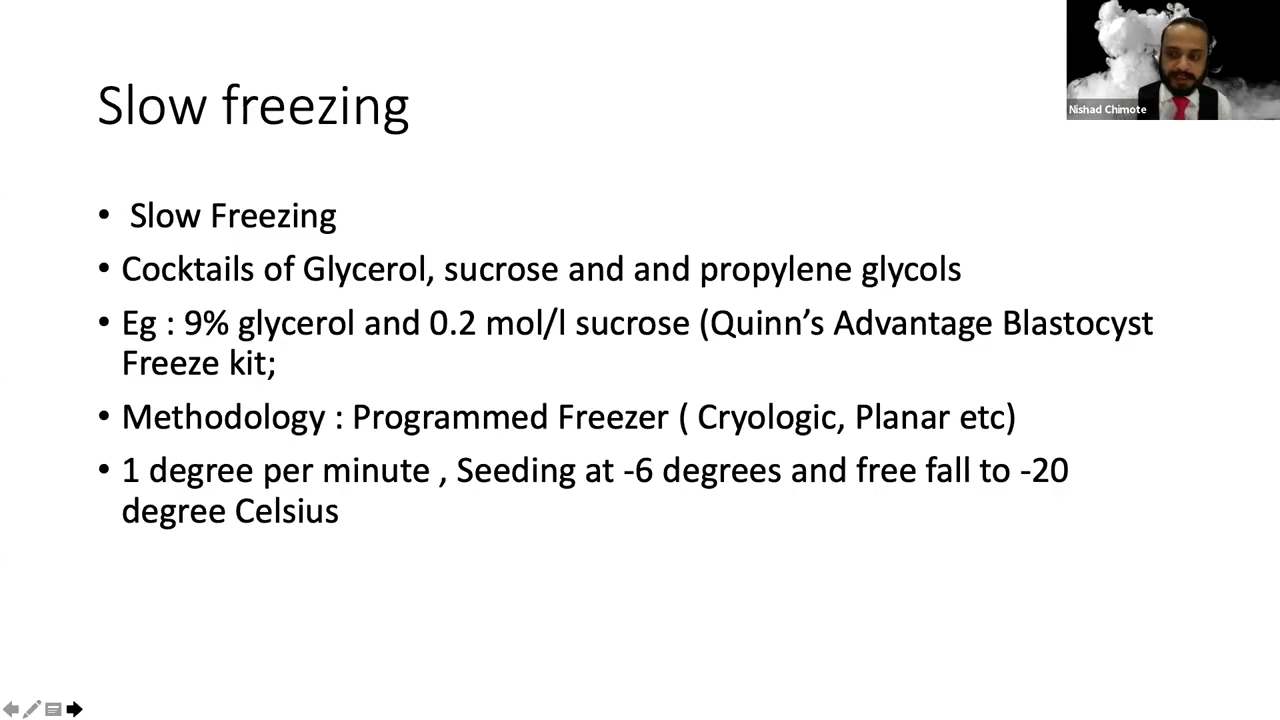 Nishad Chimote
Slow freezing
• Slow Freezing
• Cocktails of Glycerol, sucrose and and propylene glycols
• Eg : 9% glycerol and 0.2 mol/l sucrose (Quinn’s Advantage Blastocyst
Freeze kit;
• Methodology : Programmed Freezer ( Cryologic, Planar etc)
• 1 degree per minute , Seeding at -6 degrees and free fall to -20
degree Celsius